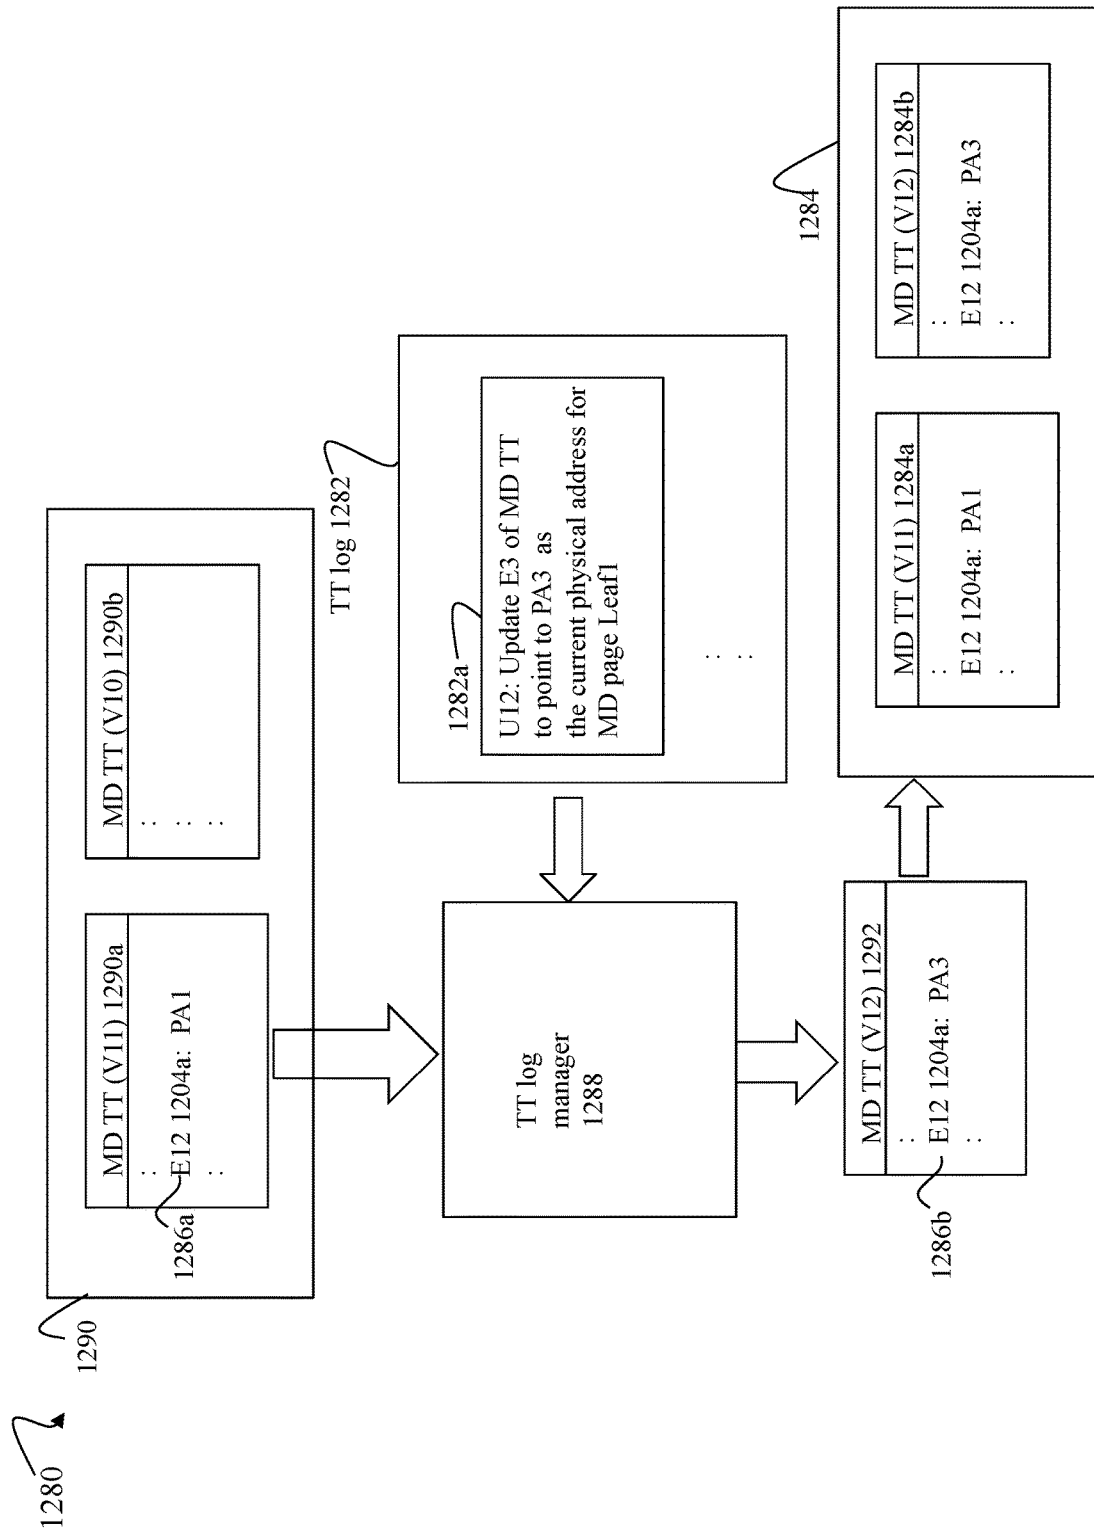 1280
1290
MD TT (V11) 1290a
:
E12 1204a: PA1
:
1286a
MD TT (V10) 1290b
:
:
:
TT log 1282
1282a
U12: Update E3 of MD TT
to point to PA3 as
the current physical address for
MD page Leaf1
:
:
TT log
manager
1288
MD TT (V12) 1292
:
E12 1204a: PA3
:
1286b
1284
MD TT (V11) 1284a
:
E12 1204a: PA1
:
MD TT (V12) 1284b
:
E12 1204a: PA3
: